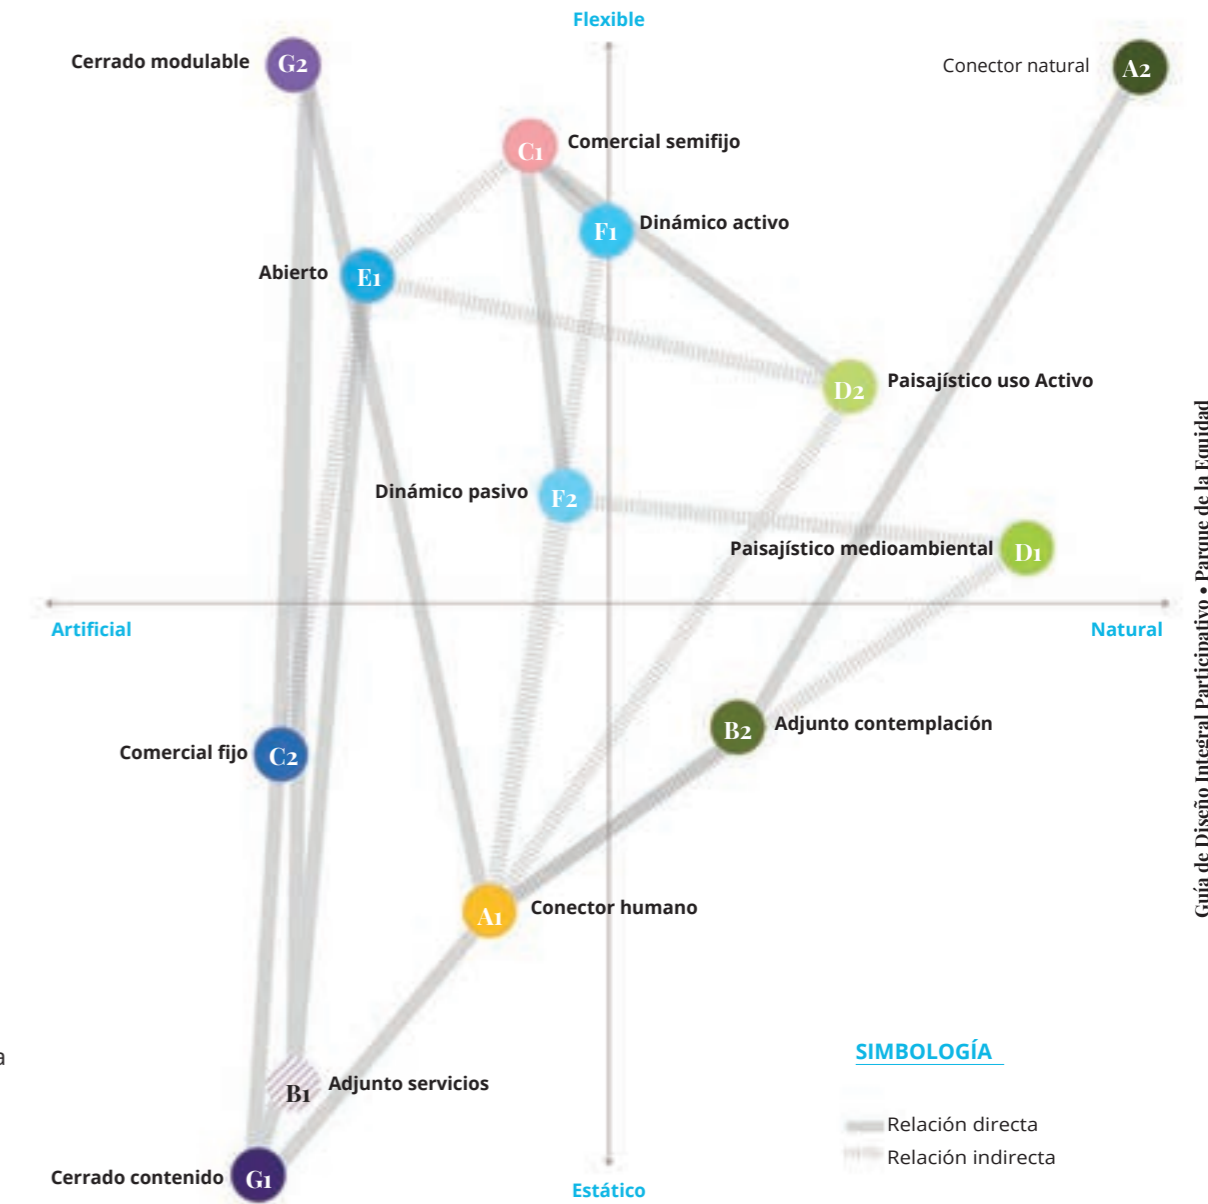 Flexible
Cerrado modulable
G2
Conector natural
A2
C1
Comercial semifijo
F1
Dinámico activo
Abierto
E1
D2
Paisajístico uso Activo
Dinámico pasivo
F2
Paisajístico medioambiental
D1
Artificial
Natural
B2
Adjunto contemplación
Comercial fijo
C2
A1
Conector humano
a
SIMBOLOGÍA
B1
Adjunto servicios
Relación directa
Relación indirecta
Cerrado contenido
G1
Estático
Guía de Diseño Integral Participativo • Parque de la Equidad